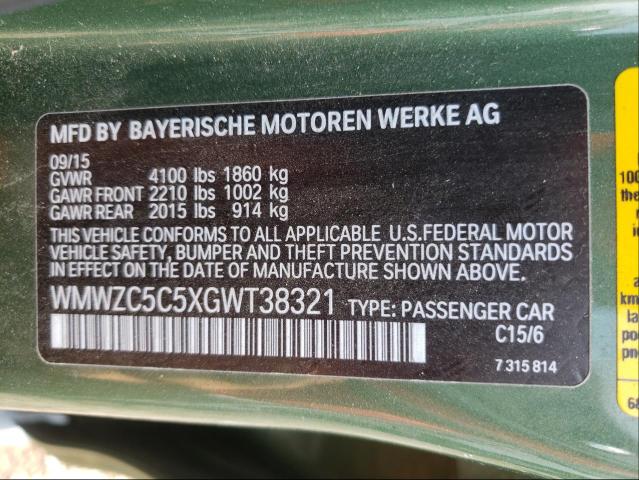 MFD BY BAYERISCHE MOTOREN WERKE AG
09/15
GVWR 4100 lbs 1860 kg
GAWR FRONT 2210 lbs 1002 kg
GAWR REAR 2015 lbs 914 kg
THIS VEHICLE CONFORMS TO ALL APPLICABLE U.S.FEDERAL MOTOR
VEHICLE SAFETY, BUMPER AND THEFT PREVENTION STANDARDS
IN EFFECT ON THE DATE OF MANUFACTURE SHOWN ABOVE.
WMWZC5C5XGWT38321 TYPE: PASSENGER CAR
C15/6
7 315 814
100
the